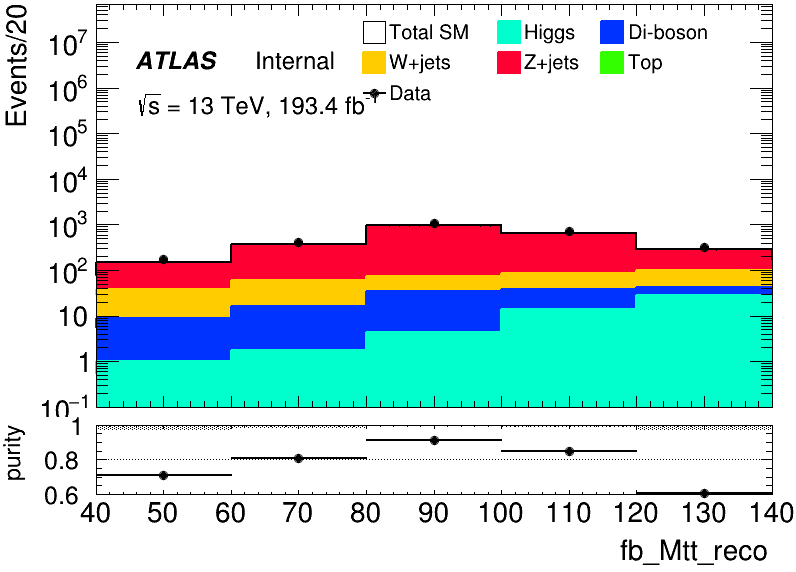 Events/20
10⁷
10⁶
10⁵
10⁴
10³
10²
10
1
10⁻¹
ATLAS Internal
√s = 13 TeV, 193.4 fb⁻¹
Total SM Higgs Di-boson
W+jets Z+jets Top
Data
purity
1
0.8
0.6
40 50 60 70 80 90 100 110 120 130 140
fb_Mtt_reco